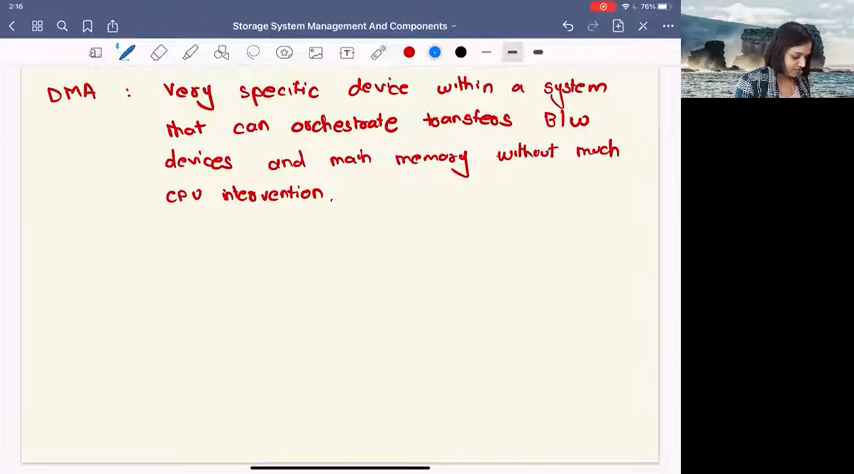 2:16
76%
Storage System Management And Components
DMA : Very specific device within a system
that can orchestrate transfers B/w
devices and main memory without much
CPU intervention.